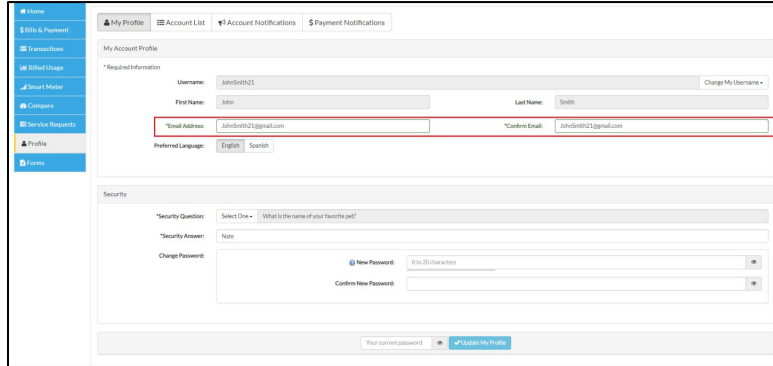 Home
$ Bills & Payment
Transactions
Billed Usage
Smart Meter
Compare
Service Requests
Profile
Forms
My Profile Account List Account Notifications $ Payment Notifications
My Account Profile
* Required Information
Username: JohnSmith21 Change My Username
First Name: John Last Name: Smith
*Email Address: JohnSmith21@gmail.com *Confirm Email: JohnSmith21@gmail.com
Preferred Language: English Spanish
Security
*Security Question: Select One What is the name of your favorite pet?
*Security Answer: Nate
Change Password:
New Password: 8 to 20 characters
Confirm New Password:
Your current password Update My Profile